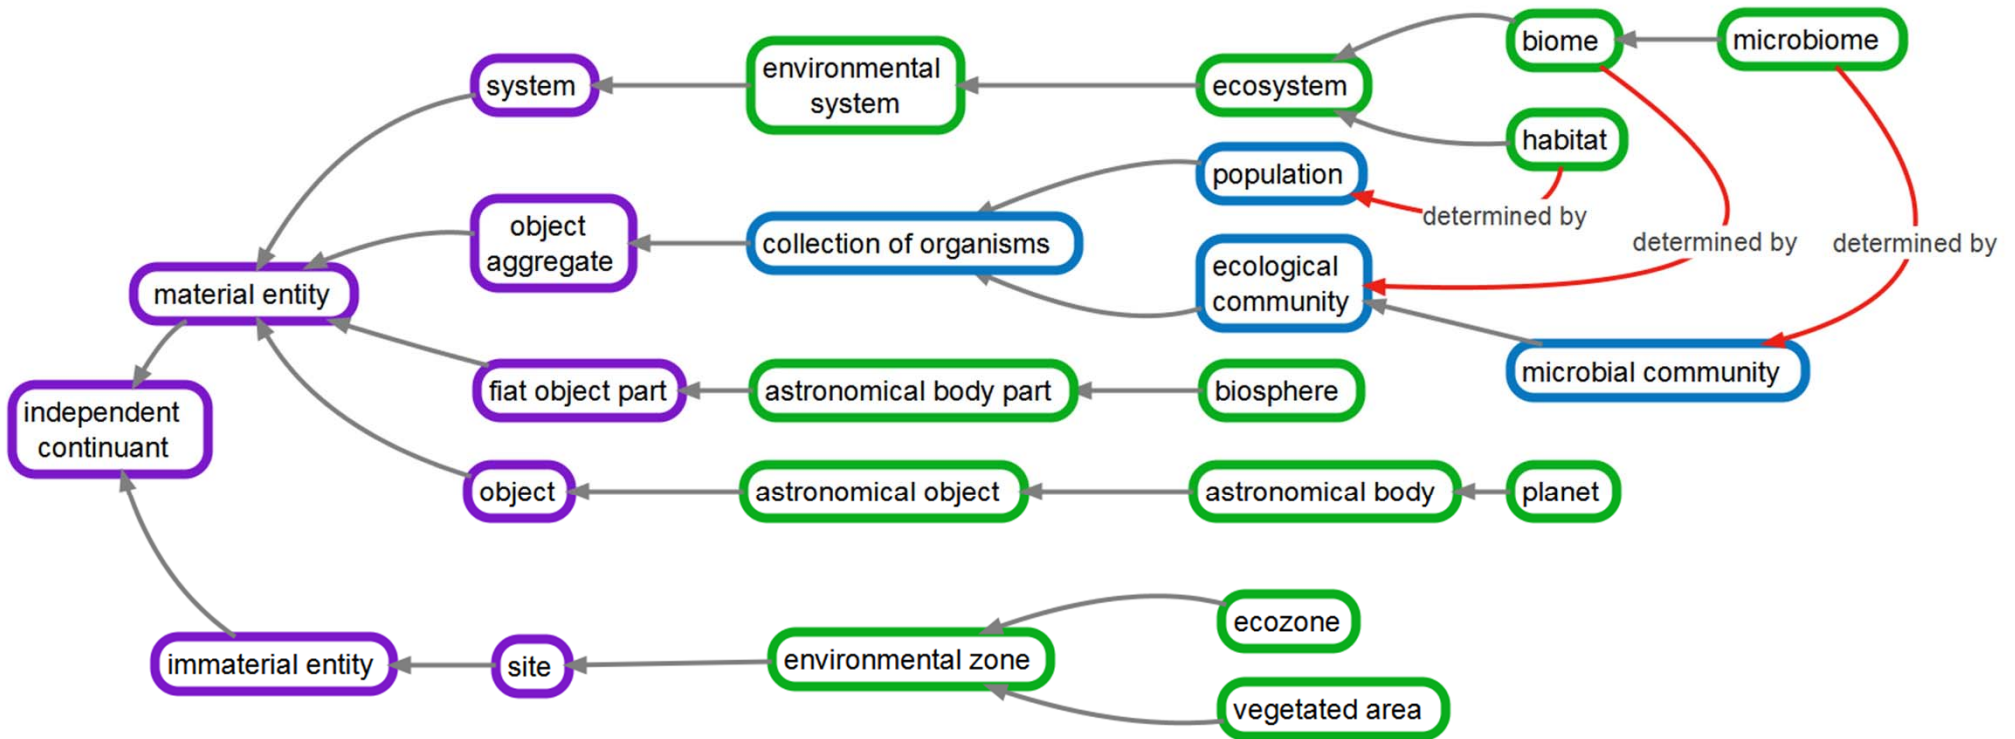 biome
microbiome
environmental
system
system
ecosystem
habitat
population
determined by
object
aggregate
collection of organisms
determined by
determined by
ecological
community
material entity
microbial community
fiat object part
astronomical body part
biosphere
independent
continuant
object
astronomical object
astronomical body
planet
ecozone
immaterial entity
site
environmental zone
vegetated area